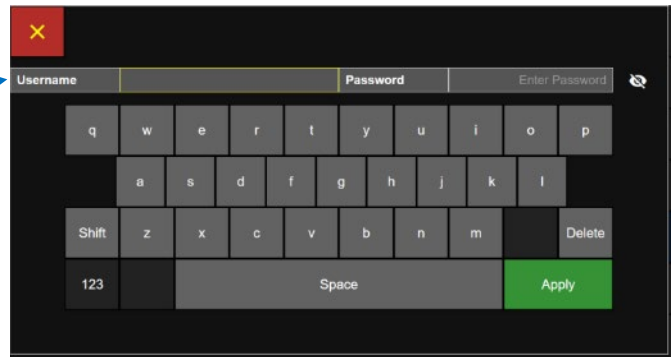 ×
Username Password Enter Password
q w e r t y u i o p
a s d f g h j k l
Shift z x c v b n m Delete
123 Space Apply